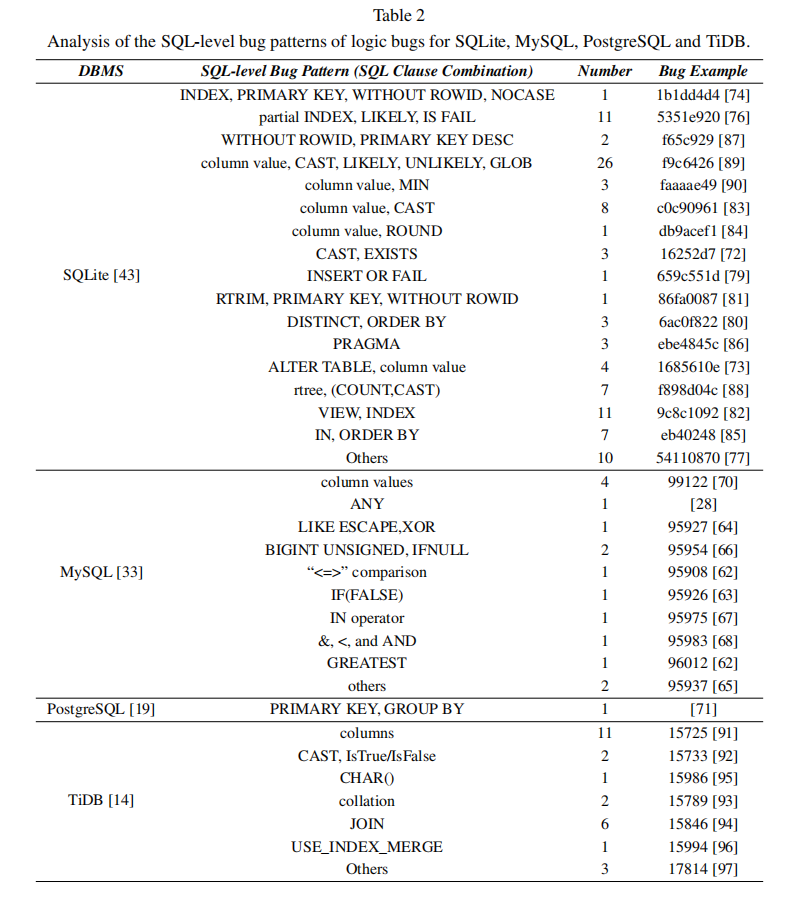 Table 2
Analysis of the SQL-level bug patterns of logic bugs for SQLite, MySQL, PostgreSQL and TiDB.
DBMS SQL-level Bug Pattern (SQL Clause Combination) Number Bug Example
INDEX, PRIMARY KEY, WITHOUT ROWID, NOCASE 1 1b1dd4d4 [74]
partial INDEX, LIKELY, IS FAIL 11 5351e920 [76]
WITHOUT ROWID, PRIMARY KEY DESC 2 f65c929 [87]
column value, CAST, LIKELY, UNLIKELY, GLOB 26 f9c6426 [89]
column value, MIN 3 faaaae49 [90]
column value, CAST 8 c0c90961 [83]
column value, ROUND 1 db9acef1 [84]
CAST, EXISTS 3 16252d7 [72]
SQLite [43] INSERT OR FAIL 1 659c551d [79]
RTRIM, PRIMARY KEY, WITHOUT ROWID 1 86fa0087 [81]
DISTINCT, ORDER BY 3 6ac0f822 [80]
PRAGMA 3 ebe4845c [86]
ALTER TABLE, column value 4 1685610e [73]
rtree, (COUNT,CAST) 7 f898d04c [88]
VIEW, INDEX 11 9c8c1092 [82]
IN, ORDER BY 7 eb40248 [85]
Others 10 54110870 [77]
column values 4 99122 [70]
ANY 1 [28]
LIKE ESCAPE,XOR 1 95927 [64]
BIGINT UNSIGNED, IFNULL 2 95954 [66]
MySQL [33] “<=>” comparison 1 95908 [62]
IF(FALSE) 1 95926 [63]
IN operator 1 95975 [67]
&, <, and AND 1 95983 [68]
GREATEST 1 96012 [62]
others 2 95937 [65]
PostgreSQL [19] PRIMARY KEY, GROUP BY 1 [71]
columns 11 15725 [91]
CAST, IsTrue/IsFalse 2 15733 [92]
CHAR() 1 15986 [95]
TiDB [14] collation 2 15789 [93]
JOIN 6 15846 [94]
USE_INDEX_MERGE 1 15994 [96]
Others 3 17814 [97]